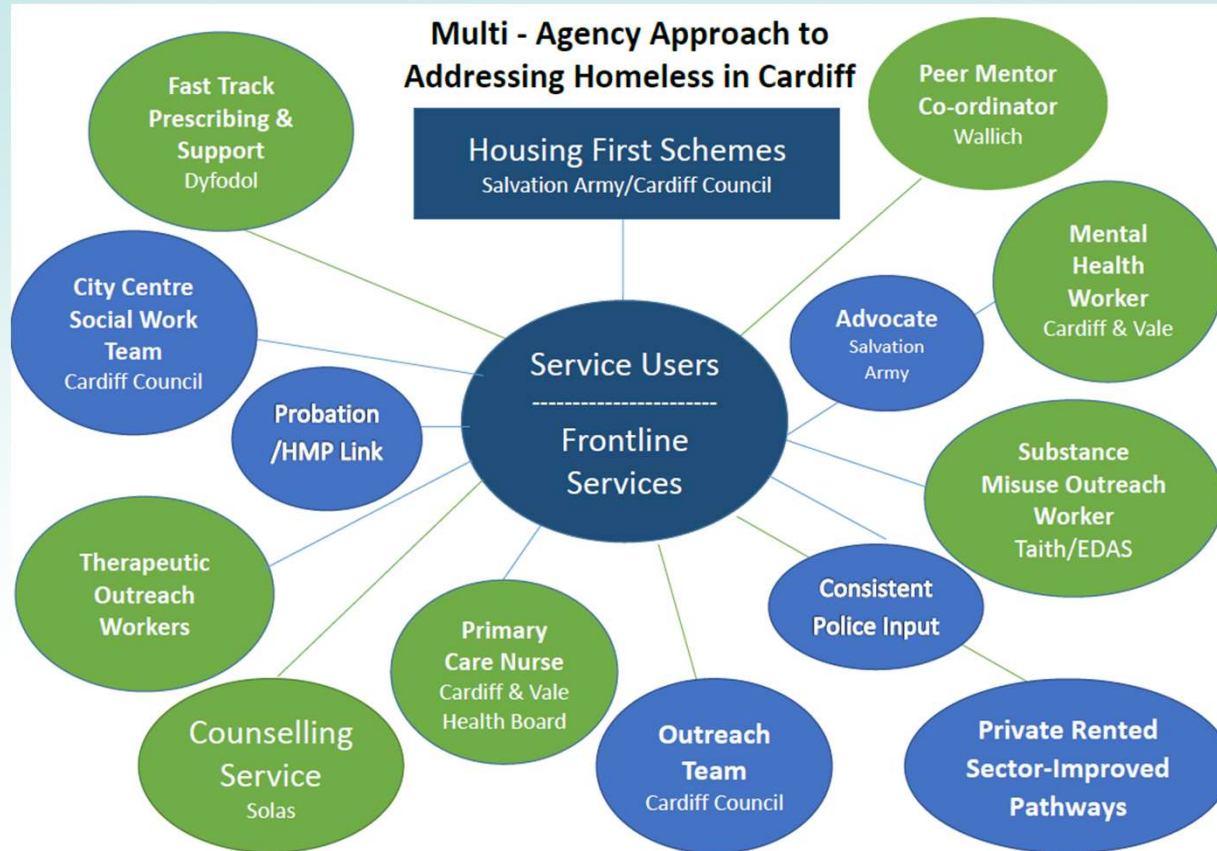 Multi - Agency Approach to
Addressing Homeless in Cardiff
Fast Track
Prescribing &
Support
Dyfodol
Housing First Schemes
Salvation Army/Cardiff Council
Peer Mentor
Co-ordinator
Wallich
City Centre
Social Work
Team
Cardiff Council
Mental
Health
Worker
Cardiff & Vale
Advocate
Salvation
Army
Service Users
-----------------------
Frontline
Services
Probation
/HMP Link
Substance
Misuse Outreach
Worker
Taith/EDAS
Therapeutic
Outreach
Workers
Consistent
Police Input
Primary
Care Nurse
Cardiff & Vale
Health Board
Counselling
Service
Solas
Outreach
Team
Cardiff Council
Private Rented
Sector-Improved
Pathways